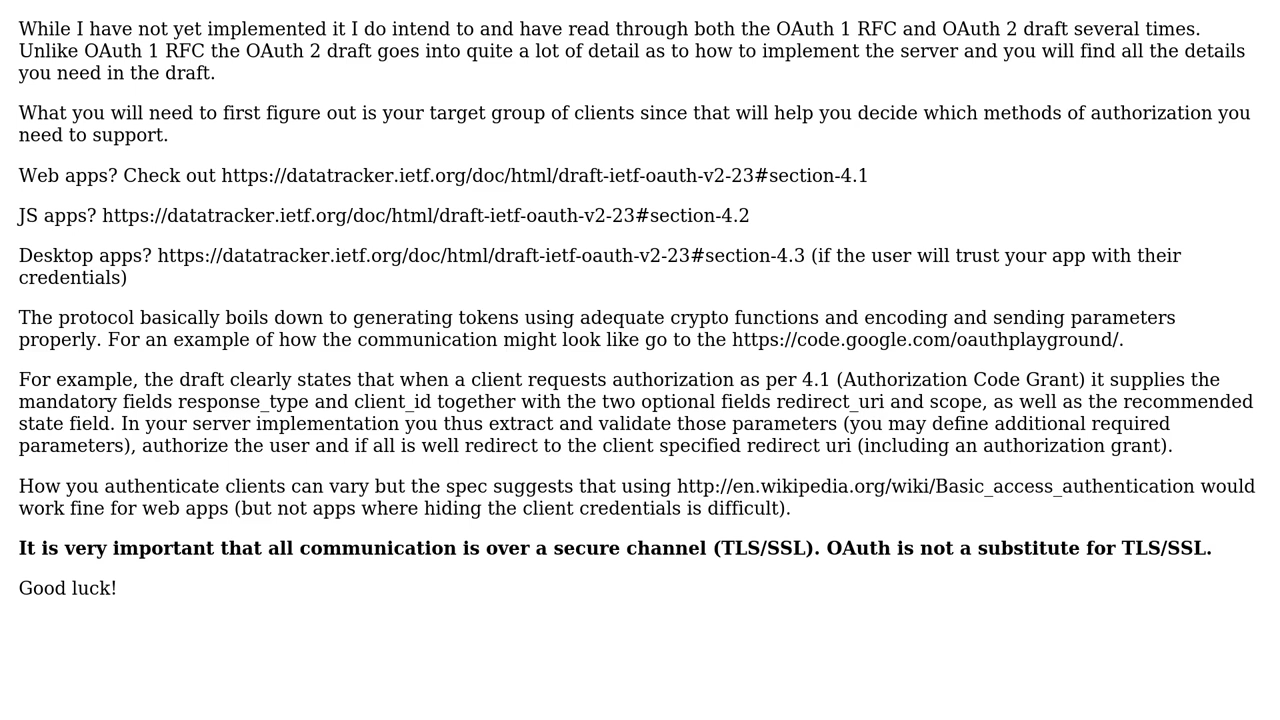 While I have not yet implemented it I do intend to and have read through both the OAuth 1 RFC and OAuth 2 draft several times.
Unlike OAuth 1 RFC the OAuth 2 draft goes into quite a lot of detail as to how to implement the server and you will find all the details
you need in the draft.
What you will need to first figure out is your target group of clients since that will help you decide which methods of authorization you
need to support.
Web apps? Check out https://datatracker.ietf.org/doc/html/draft-ietf-oauth-v2-23#section-4.1
JS apps? https://datatracker.ietf.org/doc/html/draft-ietf-oauth-v2-23#section-4.2
Desktop apps? https://datatracker.ietf.org/doc/html/draft-ietf-oauth-v2-23#section-4.3 (if the user will trust your app with their
credentials)
The protocol basically boils down to generating tokens using adequate crypto functions and encoding and sending parameters
properly. For an example of how the communication might look like go to the https://code.google.com/oauthplayground/.
For example, the draft clearly states that when a client requests authorization as per 4.1 (Authorization Code Grant) it supplies the
mandatory fields response_type and client_id together with the two optional fields redirect_uri and scope, as well as the recommended
state field. In your server implementation you thus extract and validate those parameters (you may define additional required
parameters), authorize the user and if all is well redirect to the client specified redirect uri (including an authorization grant).
How you authenticate clients can vary but the spec suggests that using http://en.wikipedia.org/wiki/Basic_access_authentication would
work fine for web apps (but not apps where hiding the client credentials is difficult).
It is very important that all communication is over a secure channel (TLS/SSL). OAuth is not a substitute for TLS/SSL.
Good luck!